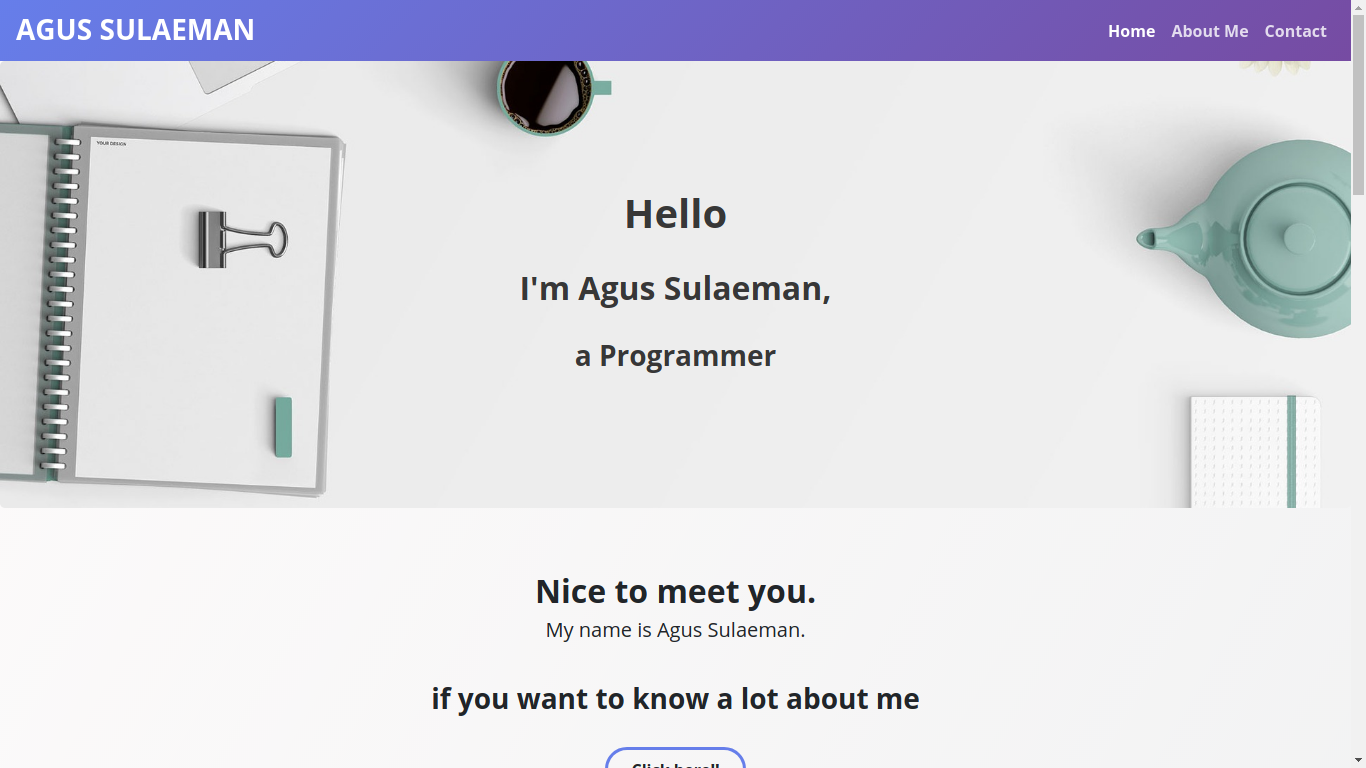 AGUS SULAEMAN
Home About Me Contact
YOUR DESIGN
Hello
I'm Agus Sulaeman,
a Programmer
Nice to meet you.
My name is Agus Sulaeman.
if you want to know a lot about me